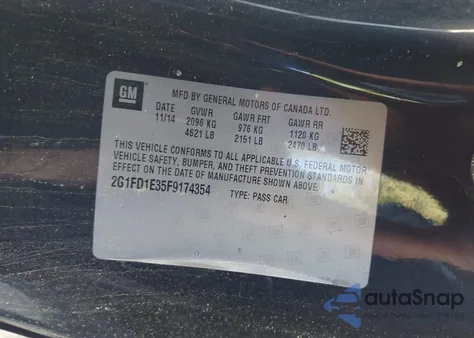 GM
MFD BY GENERAL MOTORS OF CANADA LTD.
DATE GVWR GAWR FRT GAWR RR
11/14 2096 KG 976 KG 1120 KG
4621 LB 2151 LB 2470 LB
THIS VEHICLE CONFORMS TO ALL APPLICABLE U.S. FEDERAL MOTOR
VEHICLE SAFETY, BUMPER, AND THEFT PREVENTION STANDARDS IN
EFFECT ON THE DATE OF MANUFACTURE SHOWN ABOVE.
2G1FD1E35F9174354 TYPE: PASS CAR
autoSnap